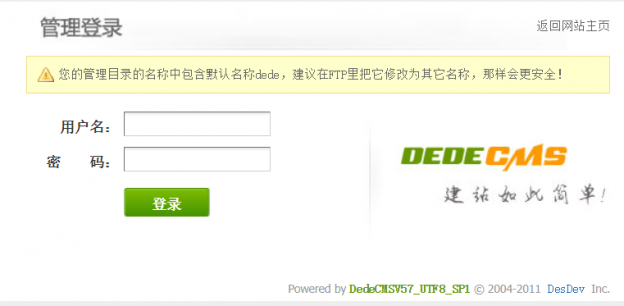 管理登录
返回网站主页
您的管理目录的名称中包含默认名称dede，建议在FTP里把它修改为其它名称，那样会更安全！
用户名：
密 码：
登录
DEDECMS
建站如此简单！
Powered by DedeCMSV57_UTF8_SP1 © 2004-2011 DesDev Inc.